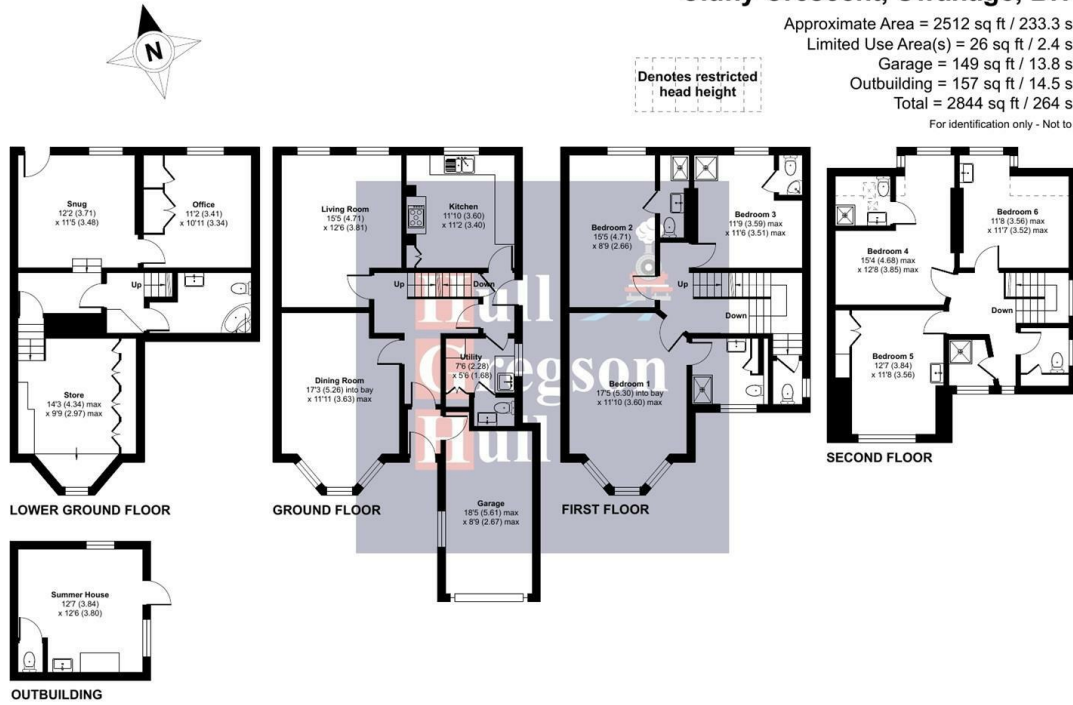 Approximate Area = 2512 sq ft / 233.3 s
Limited Use Area(s) = 26 sq ft / 2.4 s
Garage = 149 sq ft / 13.8 s
Outbuilding = 157 sq ft / 14.5 s
Total = 2844 sq ft / 264 s
For identification only - Not to
N
Denotes restricted
head height
Snug
12'2 (3.71)
x 11'5 (3.48)
Office
11'2 (3.41)
x 10'11 (3.34)
Up
Store
14'3 (4.34) max
x 9'9 (2.97) max
LOWER GROUND FLOOR
Living Room
15'5 (4.71)
x 12'6 (3.81)
Kitchen
11'10 (3.60)
x 11'2 (3.40)
Up
Down
Dining Room
17'3 (5.26) into bay
x 11'11 (3.63) max
Utility
7'6 (2.28)
x 5'6 (1.68)
Garage
18'5 (5.61) max
x 8'9 (2.67) max
GROUND FLOOR
Hull
Gregson
Hull
Bedroom 2
15'5 (4.71)
x 8'9 (2.66)
Bedroom 3
11'9 (3.59) max
x 11'6 (3.51) max
Up
Down
Bedroom 1
17'5 (5.30) into bay
x 11'10 (3.60) max
FIRST FLOOR
Bedroom 4
15'4 (4.68) max
x 12'8 (3.85) max
Bedroom 6
11'8 (3.56) max
x 11'7 (3.52) max
Down
Bedroom 5
12'7 (3.84)
x 11'8 (3.56)
SECOND FLOOR
Summer House
12'7 (3.84)
x 12'6 (3.80)
OUTBUILDING